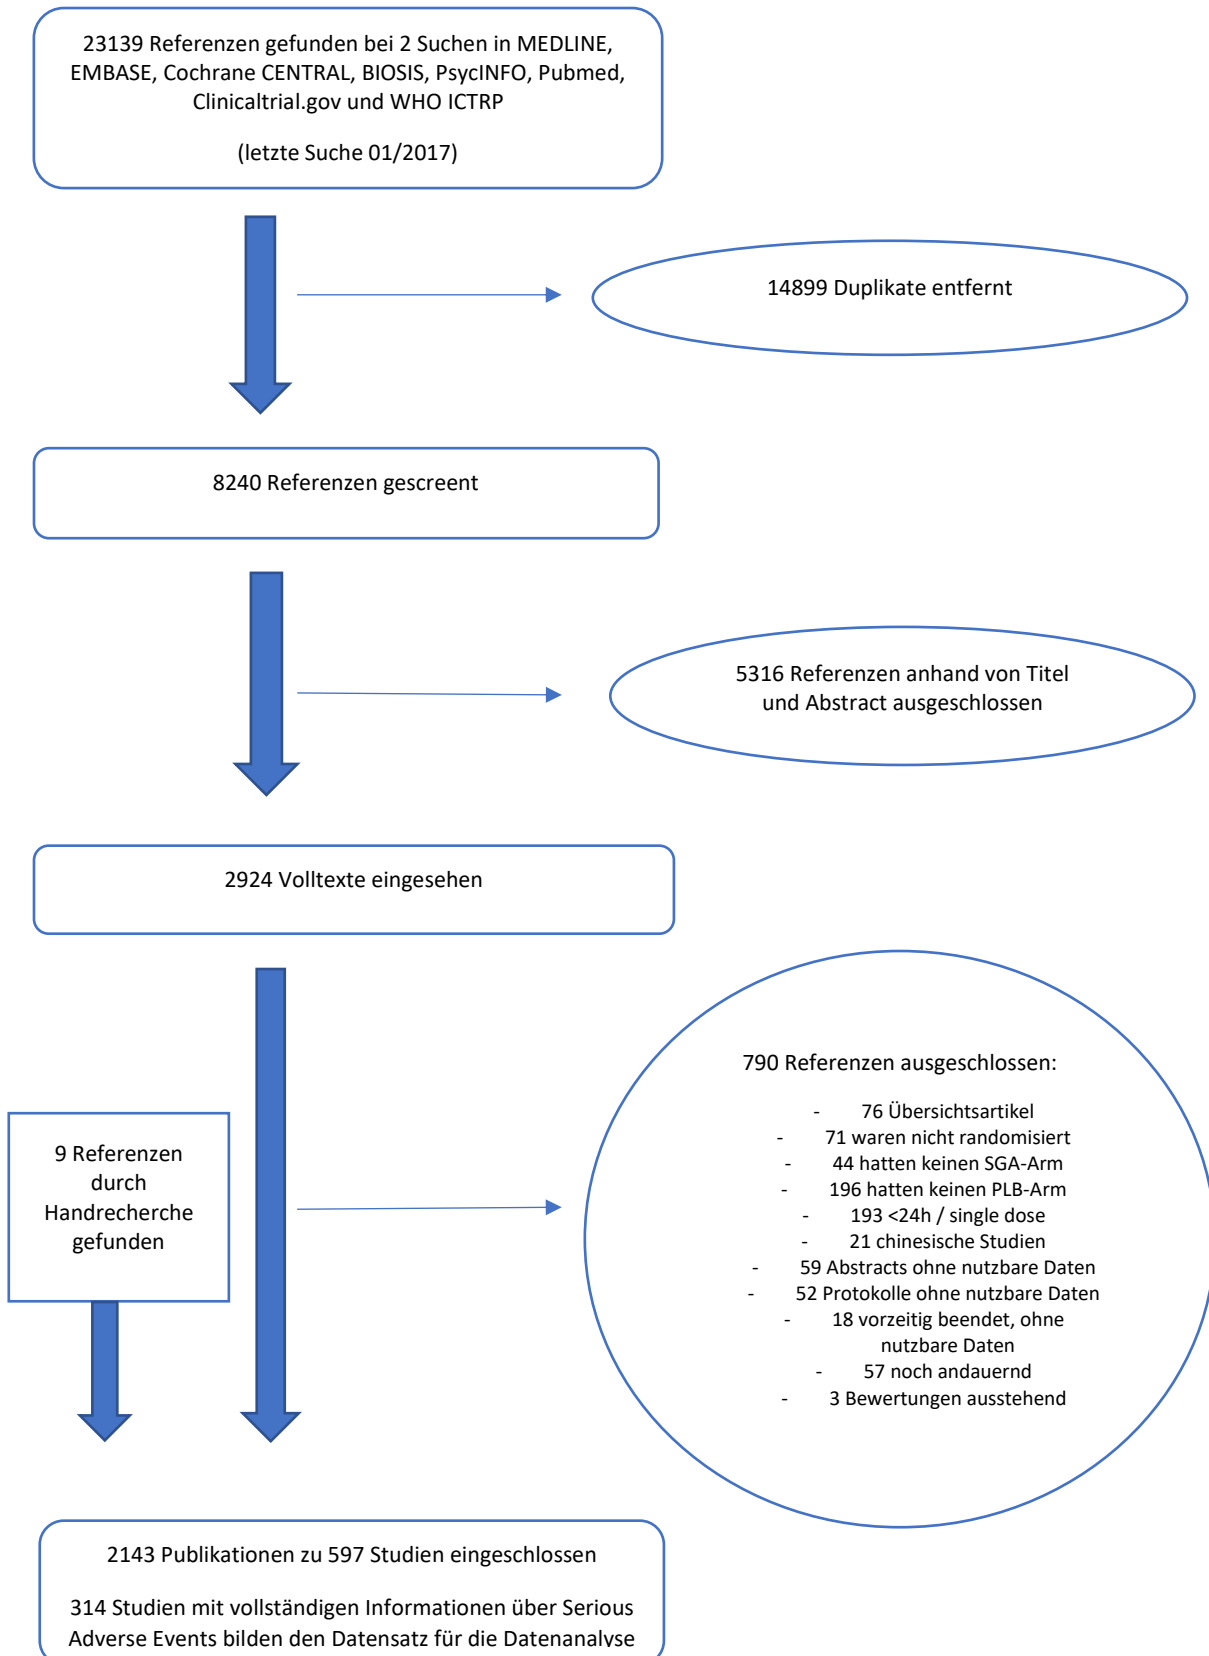 23139 Referenzen gefunden bei 2 Suchen in MEDLINE,
EMBASE, Cochrane CENTRAL, BIOSIS, PsycINFO, Pubmed,
Clinicaltrial.gov und WHO ICTRP
(letzte Suche 01/2017)
14899 Duplikate entfernt
8240 Referenzen gescreent
5316 Referenzen anhand von Titel
und Abstract ausgeschlossen
2924 Volltexte eingesehen
790 Referenzen ausgeschlossen:
- 76 Übersichtsartikel
- 71 waren nicht randomisiert
- 44 hatten keinen SGA-Arm
- 196 hatten keinen PLB-Arm
- 193 <24h / single dose
- 21 chinesische Studien
- 59 Abstracts ohne nutzbare Daten
- 52 Protokolle ohne nutzbare Daten
- 18 vorzeitig beendet, ohne
nutzbare Daten
- 57 noch andauernd
- 3 Bewertungen ausstehend
9 Referenzen
durch
Handrecherche
gefunden
2143 Publikationen zu 597 Studien eingeschlossen
314 Studien mit vollständigen Informationen über Serious
Adverse Events bilden den Datensatz für die Datenanalyse